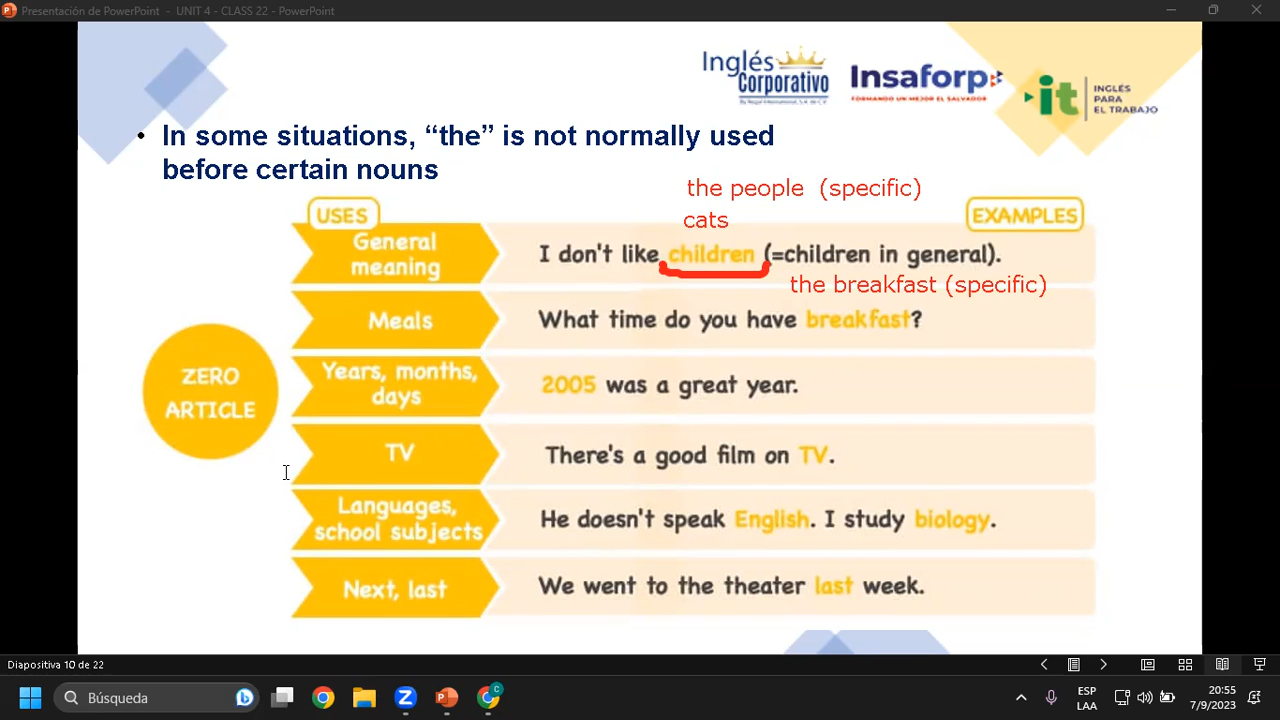 Presentación de PowerPoint - UNIT 4 - CLASS 22 - PowerPoint
Inglés
Corporativo
Insaforp
FORMANDO UN MEJOR EL SALVADOR
it
INGLÉS
PARA
EL TRABAJO
• In some situations, “the” is not normally used
before certain nouns
the people (specific)
cats
USES
EXAMPLES
General
meaning
I don't like children (=children in general).
the breakfast (specific)
Meals
What time do you have breakfast?
ZERO
ARTICLE
Years, months,
days
2005 was a great year.
TV
There's a good film on TV.
Languages,
school subjects
He doesn't speak English. I study biology.
Next, last
We went to the theater last week.
Diapositiva 10 de 22
Búsqueda
ESP
LAA
20:55
7/9/2023